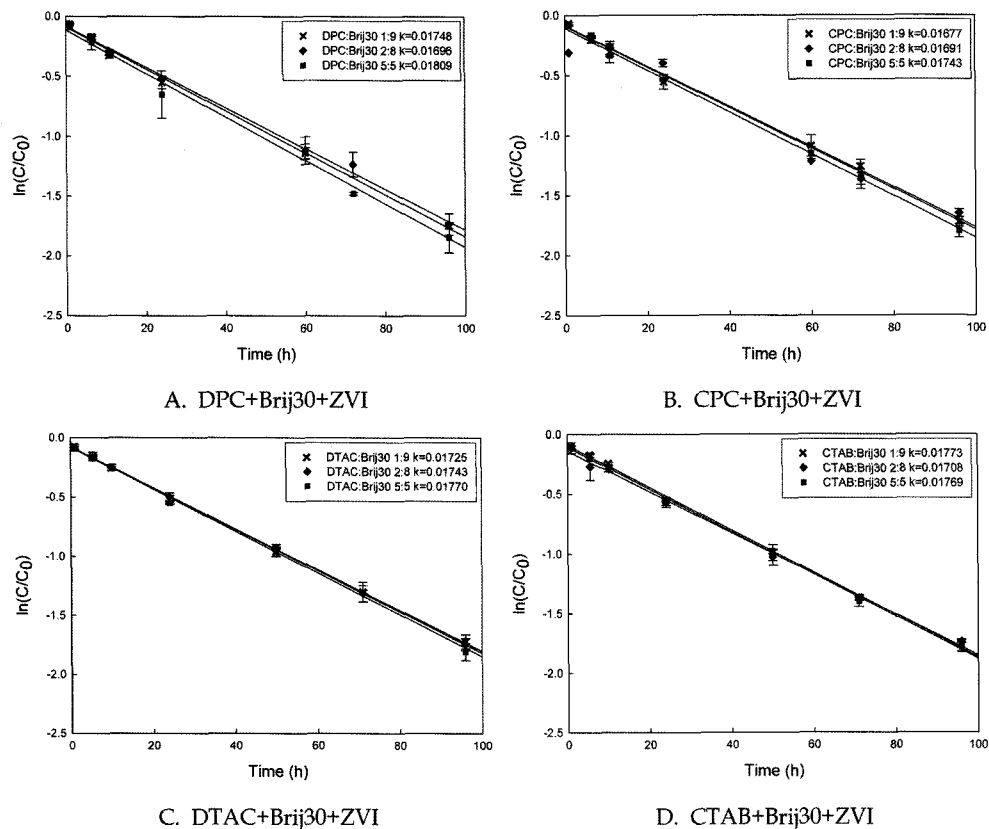 0.0
-0.5
-1.0
-1.5
-2.0
-2.5
ln(C/C0)
0
20
40
60
80
100
Time (h)
DPC:Brij30 1:9 k=0.01748
DPC:Brij30 2:8 k=0.01696
DPC:Brij30 5:5 k=0.01809
A. DPC+Brij30+ZVI
0.0
-0.5
-1.0
-1.5
-2.0
-2.5
ln(C/C0)
0
20
40
60
80
100
Time (h)
CPC:Brij30 1:9 k=0.01677
CPC:Brij30 2:8 k=0.01691
CPC:Brij30 5:5 k=0.01743
B. CPC+Brij30+ZVI
0.0
-0.5
-1.0
-1.5
-2.0
-2.5
ln(C/C0)
0
20
40
60
80
100
Time (h)
DTAC:Brij30 1:9 k=0.01725
DTAC:Brij30 2:8 k=0.01743
DTAC:Brij30 5:5 k=0.01770
C. DTAC+Brij30+ZVI
0.0
-0.5
-1.0
-1.5
-2.0
-2.5
ln(C/C0)
0
20
40
60
80
100
Time (h)
CTAB:Brij30 1:9 k=0.01773
CTAB:Brij30 2:8 k=0.01708
CTAB:Brij30 5:5 k=0.01769
D. CTAB+Brij30+ZVI